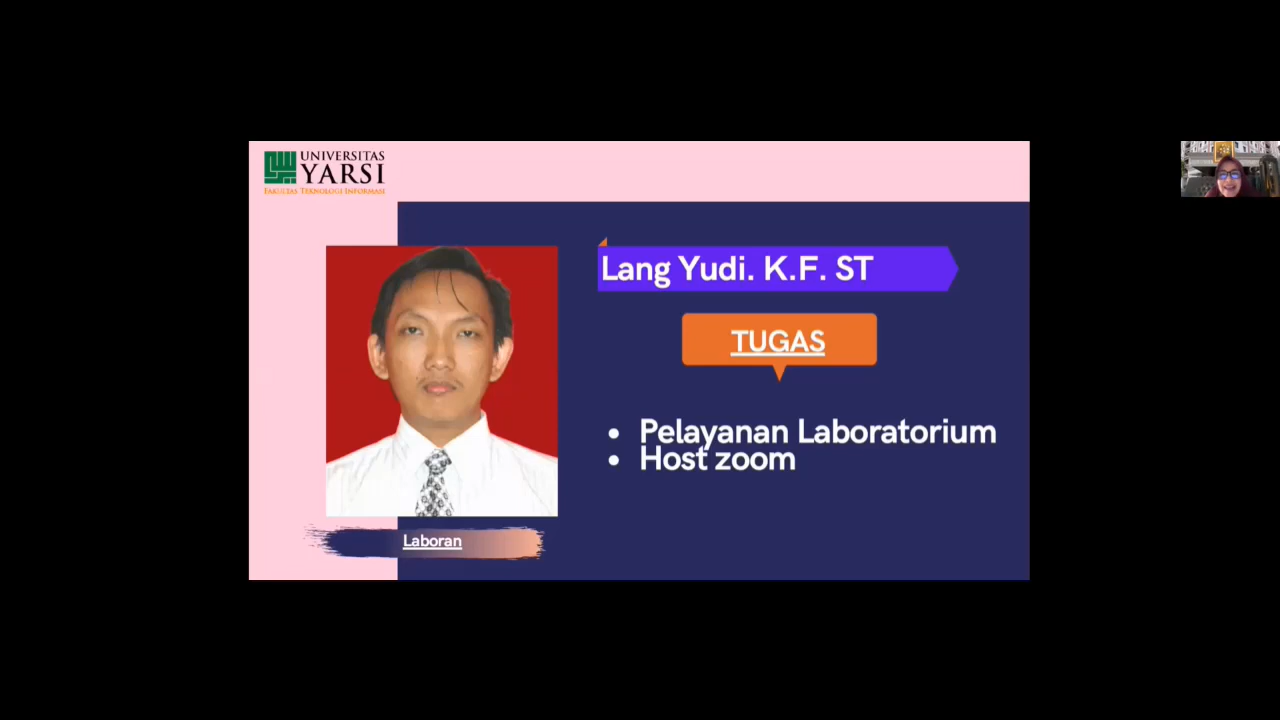 UNIVERSITAS
YARSI
FAKULTAS TEKNOLOGI INFORMASI
Lang Yudi. K.F. ST
TUGAS
• Pelayanan Laboratorium
• Host zoom
Laboran